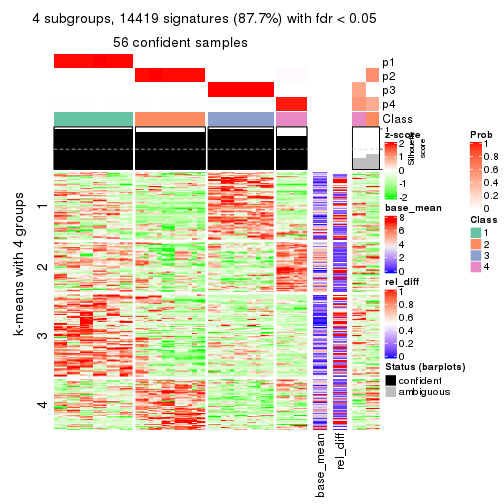 4 subgroups, 14419 signatures (87.7%) with fdr < 0.05
56 confident samples
p1
p2
p3
p4
Class
1
Silhouette
score
k-means with 4 groups
1
2
3
4
base_mean
rel_diff
z-score
2
1
0
-1
-2
base_mean
8
6
4
2
0
rel_diff
1
0.8
0.6
0.4
0.2
0
Status (barplots)
confident
ambiguous
Prob
1
0.8
0.6
0.4
0.2
0
Class
1
2
3
4